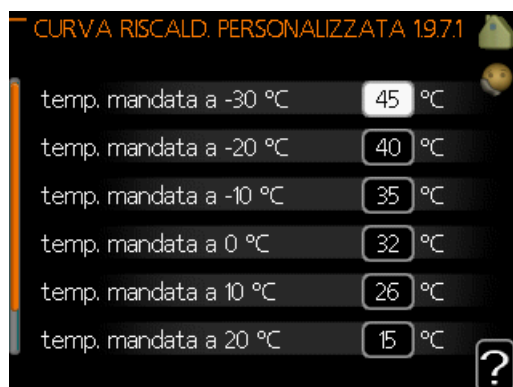 CURVA RISCALD. PERSONALIZZATA 1.9.7.1
temp. mandata a -30 °C 45 °C
temp. mandata a -20 °C 40 °C
temp. mandata a -10 °C 35 °C
temp. mandata a 0 °C 32 °C
temp. mandata a 10 °C 26 °C
temp. mandata a 20 °C 15 °C
?